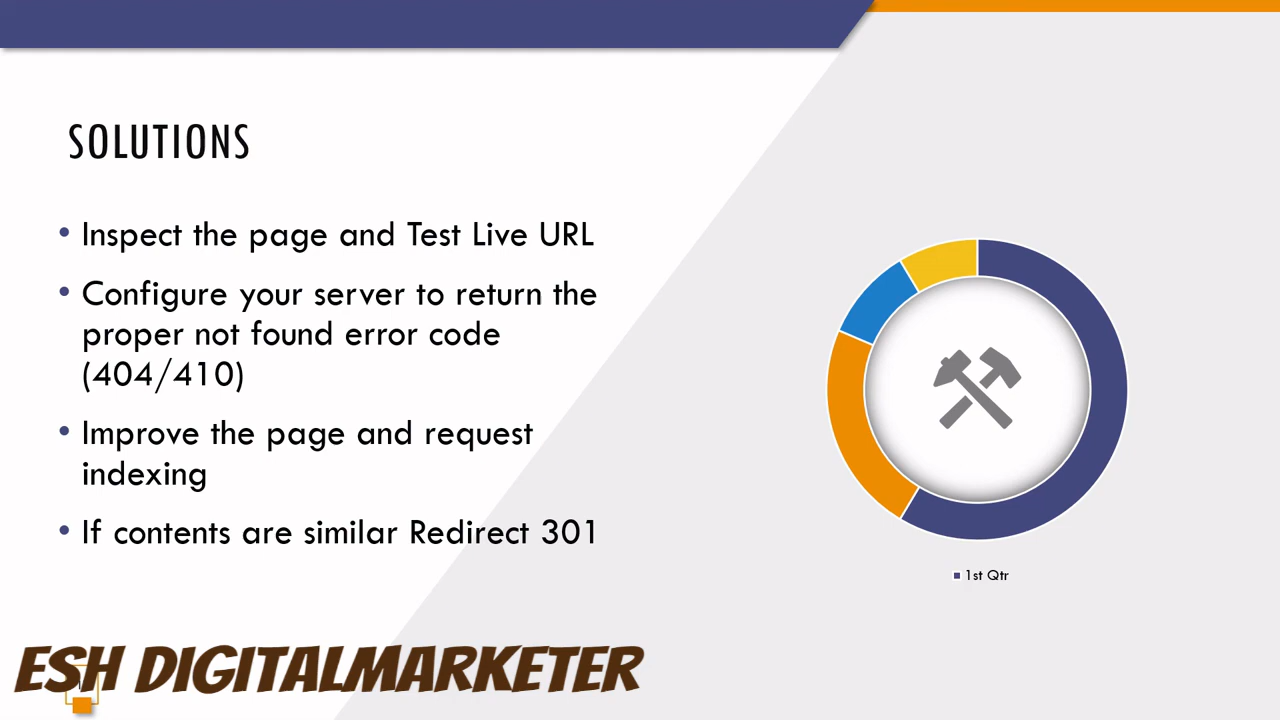 SOLUTIONS
• Inspect the page and Test Live URL
• Configure your server to return the
proper not found error code
(404/410)
• Improve the page and request
indexing
• If contents are similar Redirect 301
1st Qtr
ESH DIGITALMARKETER